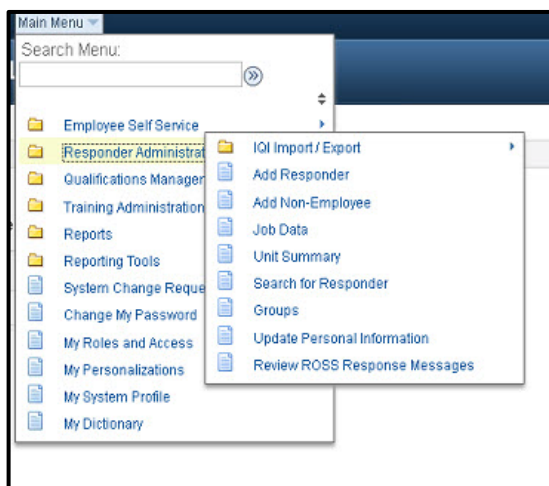 Main Menu
Search Menu:
Employee Self Service
Responder Administrat
Qualifications Manager
Training Administration
Reports
Reporting Tools
System Change Reque
Change My Password
My Roles and Access
My Personalizations
My System Profile
My Dictionary
IQI Import / Export
Add Responder
Add Non-Employee
Job Data
Unit Summary
Search for Responder
Groups
Update Personal Information
Review ROSS Response Messages